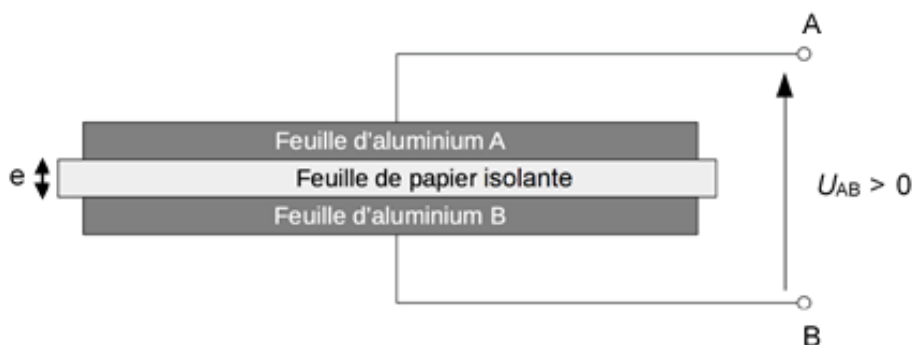 A
Feuille d'aluminium A
e
Feuille de papier isolante
U_AB > 0
Feuille d'aluminium B
B